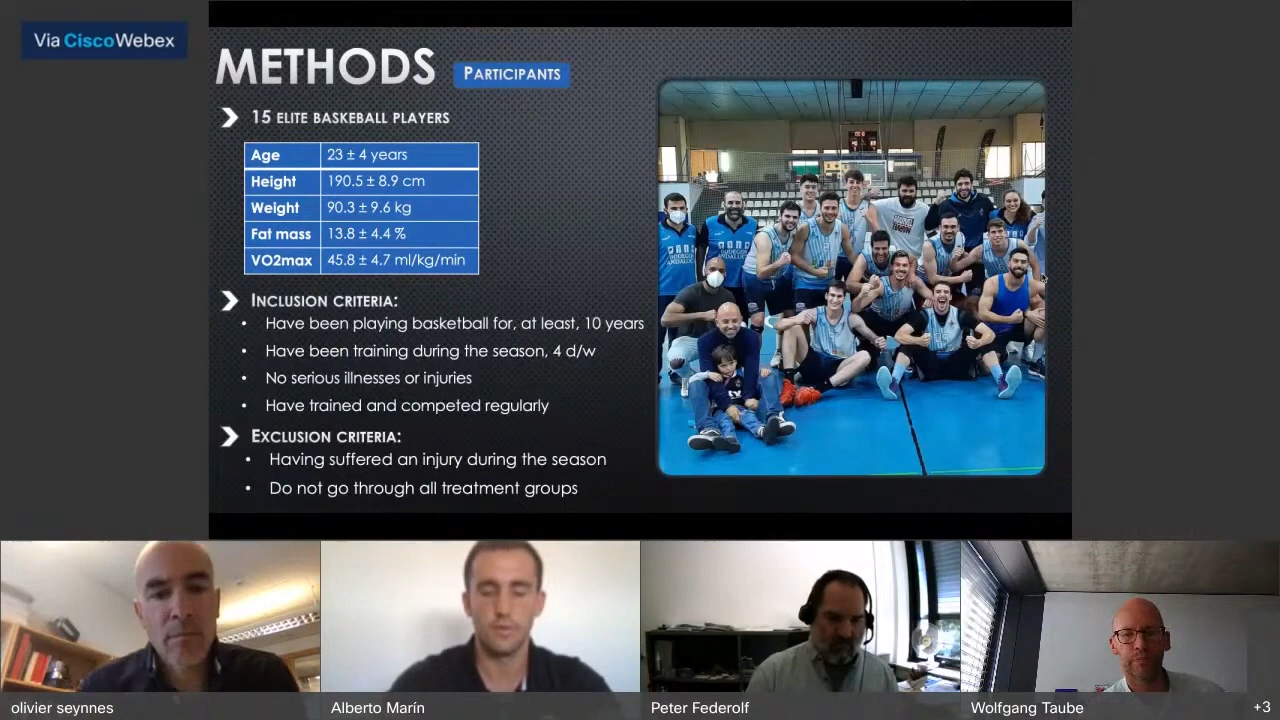 Via CiscoWebex
METHODS PARTICIPANTS
15 ELITE BASKEBALL PLAYERS
Age 23 ± 4 years
Height 190.5 ± 8.9 cm
Weight 90.3 ± 9.6 kg
Fat mass 13.8 ± 4.4 %
VO2max 45.8 ± 4.7 ml/kg/min
INCLUSION CRITERIA:
• Have been playing basketball for, at least, 10 years
• Have been training during the season, 4 d/w
• No serious illnesses or injuries
• Have trained and competed regularly
EXCLUSION CRITERIA:
• Having suffered an injury during the season
• Do not go through all treatment groups
olivier seynnes
Alberto Marín
Peter Federolf
Wolfgang Taube
+3